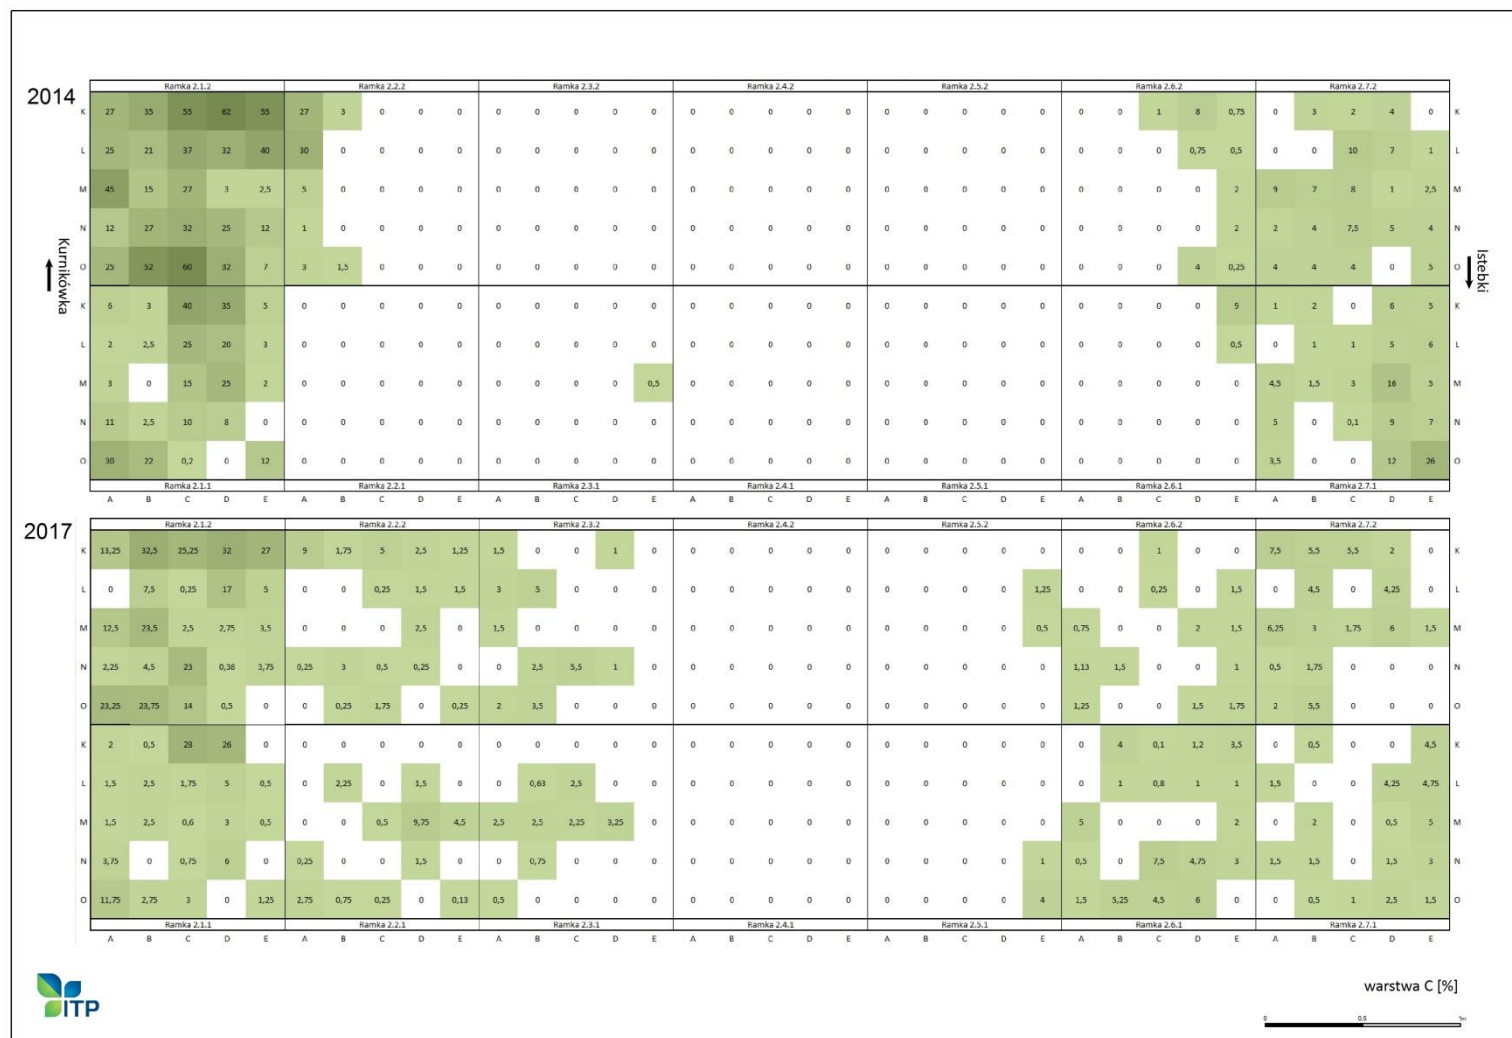 2014
Ramka 2.1.2 Ramka 2.2.2 Ramka 2.3.2 Ramka 2.4.2 Ramka 2.5.2 Ramka 2.6.2 Ramka 2.7.2
K 27 35 55 62 55 27 3 0 0 0 0 0 0 0 0 0 0 0 0 0 0 0 0 0 0 0 0 1 8 0,75 0 3 2 4 0 K
L 25 21 37 32 40 30 0 0 0 0 0 0 0 0 0 0 0 0 0 0 0 0 0 0 0 0 0 0 0,75 0,5 0 0 10 7 1 L
M 45 15 27 3 2,5 5 0 0 0 0 0 0 0 0 0 0 0 0 0 0 0 0 0 0 0 0 0 0 0 2 9 7 8 1 2,5 M
N 12 27 32 25 12 1 0 0 0 0 0 0 0 0 0 0 0 0 0 0 0 0 0 0 0 0 0 0 0 2 2 4 7,5 5 4 N
O 25 52 60 32 7 3 1,5 0 0 0 0 0 0 0 0 0 0 0 0 0 0 0 0 0 0 0 0 0 4 0,25 4 4 4 0 5 O
Kurnikówka
Istebki
K 6 3 40 35 5 0 0 0 0 0 0 0 0 0 0 0 0 0 0 0 0 0 0 0 0 0 0 0 0 9 1 2 0 6 5 K
L 2 2,5 25 20 3 0 0 0 0 0 0 0 0 0 0 0 0 0 0 0 0 0 0 0 0 0 0 0 0 0,5 0 1 1 5 6 L
M 3 0 15 25 2 0 0 0 0 0 0 0 0 0 0,5 0 0 0 0 0 0 0 0 0 0 0 0 0 0 0 4,5 1,5 3 16 5 M
N 11 2,5 10 8 0 0 0 0 0 0 0 0 0 0 0 0 0 0 0 0 0 0 0 0 0 0 0 0 0 0 5 0 0,1 9 7 N
O 30 22 0,2 0 12 0 0 0 0 0 0 0 0 0 0 0 0 0 0 0 0 0 0 0 0 0 0 0 0 0 3,5 0 0 12 26 O
Ramka 2.1.1 Ramka 2.2.1 Ramka 2.3.1 Ramka 2.4.1 Ramka 2.5.1 Ramka 2.6.1 Ramka 2.7.1
A B C D E A B C D E A B C D E A B C D E A B C D E A B C D E A B C D E
2017
Ramka 2.1.2 Ramka 2.2.2 Ramka 2.3.2 Ramka 2.4.2 Ramka 2.5.2 Ramka 2.6.2 Ramka 2.7.2
K 13,25 32,5 25,25 32 27 9 1,75 5 2,5 1,25 1,5 0 0 1 0 0 0 0 0 0 0 0 0 0 0 0 0 1 0 0 7,5 5,5 5,5 2 0 K
L 0 7,5 0,25 17 5 0 0 0,25 1,5 1,5 3 5 0 0 0 0 0 0 0 0 0 0 0 0 1,25 0 0 0,25 0 1,5 0 4,5 0 4,25 0 L
M 12,5 23,5 2,5 2,75 3,5 0 0 0 2,5 0 1,5 0 0 0 0 0 0 0 0 0 0 0 0 0 0,5 0,75 0 0 2 1,5 6,25 3 1,75 6 1,5 M
N 2,25 4,5 23 0,38 3,75 0,25 3 0,5 0,25 0 0 2,5 5,5 1 0 0 0 0 0 0 0 0 0 0 0 1,13 1,5 0 0 1 0,5 1,75 0 0 0 N
O 23,25 23,75 14 0,5 0 0 0,25 1,75 0 0,25 2 3,5 0 0 0 0 0 0 0 0 0 0 0 0 0 1,25 0 0 1,5 1,75 2 5,5 0 0 0 O
K 2 0,5 28 26 0 0 0 0 0 0 0 0 0 0 0 0 0 0 0 0 0 0 0 0 0 0 4 0,1 1,2 3,5 0 0,5 0 0 4,5 K
L 1,5 2,5 1,75 5 0,5 0 2,25 0 1,5 0 0 0,63 2,5 0 0 0 0 0 0 0 0 0 0 0 0 0 1 0,8 1 1 1,5 0 0 4,25 4,75 L
M 1,5 2,5 0,6 3 0,5 0 0 0,5 9,75 4,5 2,5 2,5 2,25 3,25 0 0 0 0 0 0 0 0 0 0 0 5 0 0 0 2 0 2 0 0,5 5 M
N 3,75 0 0,75 6 0 0,25 0 0 1,5 0 0 0,75 0 0 0 0 0 0 0 0 0 0 0 0 1 0,5 0 7,5 4,75 3 1,5 1,5 0 1,5 3 N
O 11,75 2,75 3 0 1,25 2,75 0,75 0,25 0 0,13 0,5 0 0 0 0 0 0 0 0 0 0 0 0 0 4 1,5 5,25 4,5 6 0 0 0,5 1 2,5 1,5 O
Ramka 2.1.1 Ramka 2.2.1 Ramka 2.3.1 Ramka 2.4.1 Ramka 2.5.1 Ramka 2.6.1 Ramka 2.7.1
A B C D E A B C D E A B C D E A B C D E A B C D E A B C D E A B C D E
ITP
warstwa C [%]
0 0,5 1m